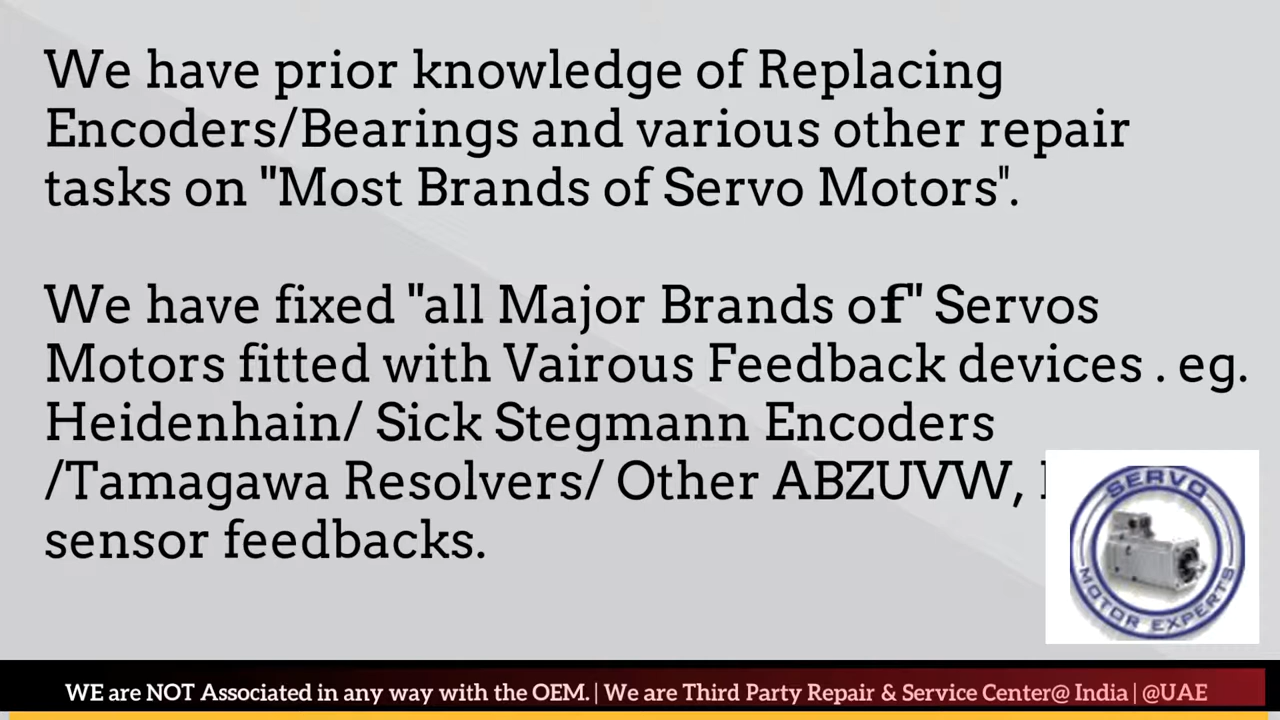 We have prior knowledge of Replacing
Encoders/Bearings and various other repair
tasks on "Most Brands of Servo Motors".
We have fixed "all Major Brands of" Servos
Motors fitted with Vairous Feedback devices . eg.
Heidenhain/ Sick Stegmann Encoders
/Tamagawa Resolvers/ Other ABZUVW,
sensor feedbacks.
SERVO
MOTOR EXPERTS
WE are NOT Associated in any way with the OEM. | We are Third Party Repair & Service Center@ India | @UAE